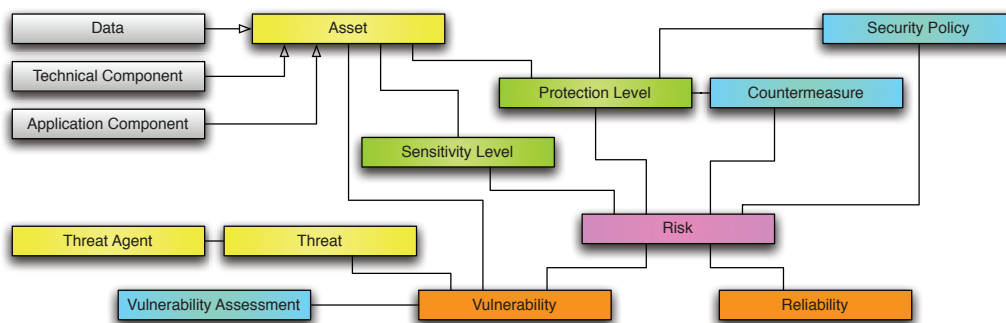 Data
Asset
Security Policy
Technical Component
Protection Level
Countermeasure
Application Component
Sensitivity Level
Risk
Threat Agent
Threat
Vulnerability Assessment
Vulnerability
Reliability